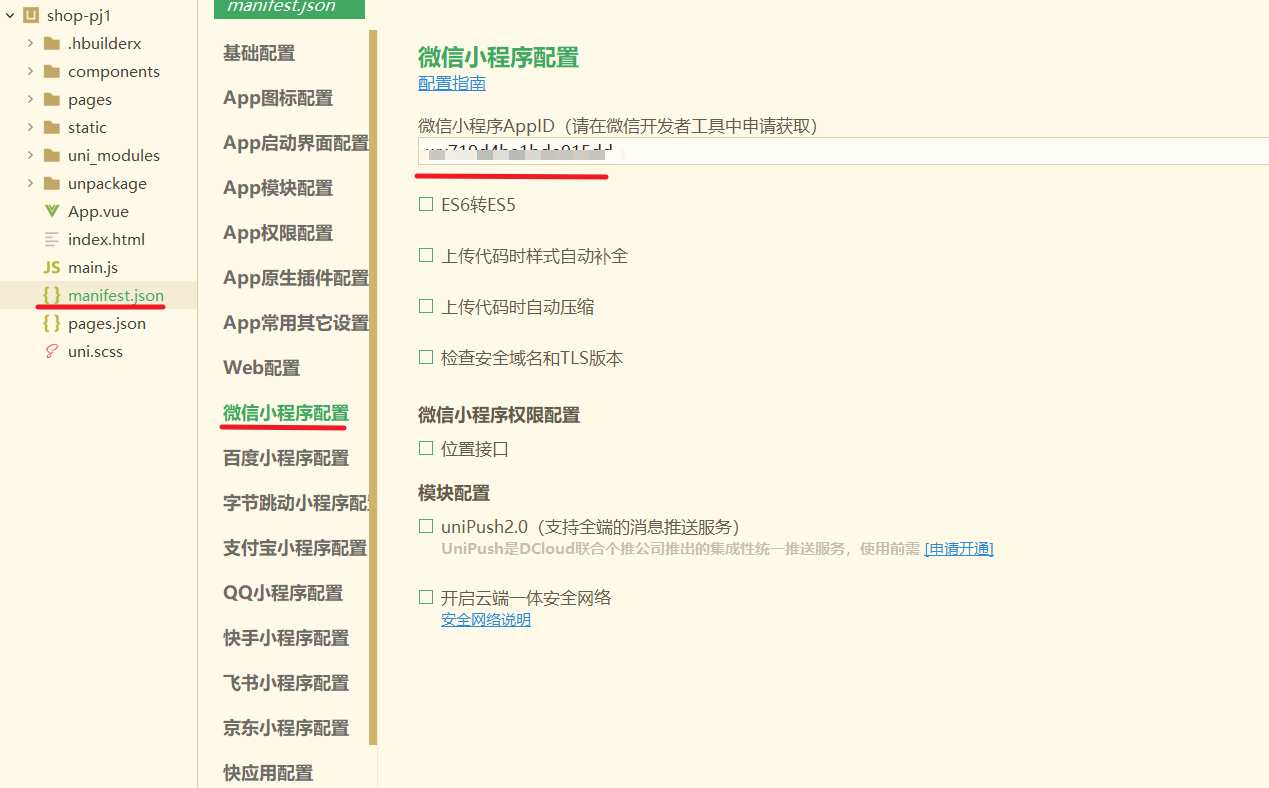 shop-pj1
.hbuilderx
components
pages
static
uni_modules
unpackage
App.vue
index.html
JS main.js
{ } manifest.json
{ } pages.json
uni.scss
manifest.json
基础配置
App图标配置
App启动界面配置
App模块配置
App权限配置
App原生插件配置
App常用其它设置
Web配置
微信小程序配置
百度小程序配置
字节跳动小程序配
支付宝小程序配置
QQ小程序配置
快手小程序配置
飞书小程序配置
京东小程序配置
快应用配置
微信小程序配置
配置指南
微信小程序AppID（请在微信开发者工具中申请获取）
ES6转ES5
上传代码时样式自动补全
上传代码时自动压缩
检查安全域名和TLS版本
微信小程序权限配置
位置接口
模块配置
uniPush2.0（支持全端的消息推送服务）
UniPush是DCloud联合个推公司推出的集成性统一推送服务，使用前需 [申请开通]
开启云端一体安全网络
安全网络说明